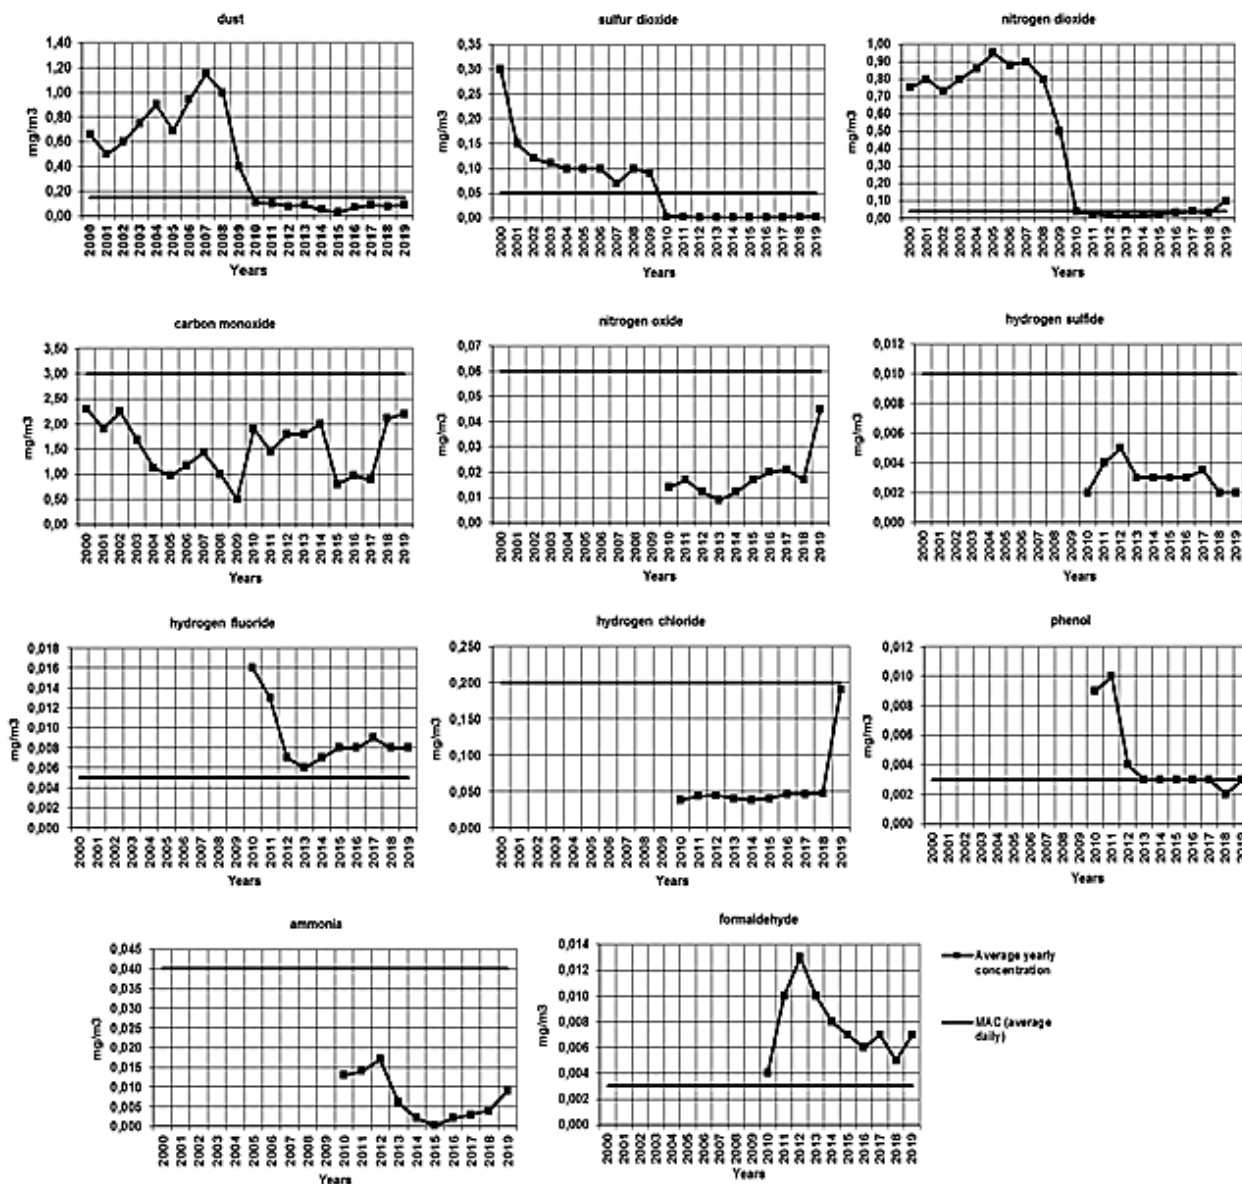 dust
1,40
1,20
1,00
0,80
0,60
0,40
0,20
0,00
mg/m3
2000 2001 2002 2003 2004 2005 2006 2007 2008 2009 2010 2011 2012 2013 2014 2015 2016 2017 2018 2019
Years
sulfur dioxide
0,35
0,30
0,25
0,20
0,15
0,10
0,05
0,00
mg/m3
2000 2001 2002 2003 2004 2005 2006 2007 2008 2009 2010 2011 2012 2013 2014 2015 2016 2017 2018 2019
Years
nitrogen dioxide
1,00
0,90
0,80
0,70
0,60
0,50
0,40
0,30
0,20
0,10
0,00
mg/m3
2000 2001 2002 2003 2004 2005 2006 2007 2008 2009 2010 2011 2012 2013 2014 2015 2016 2017 2018 2019
Years
carbon monoxide
3,50
3,00
2,50
2,00
1,50
1,00
0,50
0,00
mg/m3
2000 2001 2002 2003 2004 2005 2006 2007 2008 2009 2010 2011 2012 2013 2014 2015 2016 2017 2018 2019
Years
nitrogen oxide
0,07
0,06
0,05
0,04
0,03
0,02
0,01
0,00
mg/m3
2000 2001 2002 2003 2004 2005 2006 2007 2008 2009 2010 2011 2012 2013 2014 2015 2016 2017 2018 2019
Years
hydrogen sulfide
0,012
0,010
0,008
0,006
0,004
0,002
0,000
mg/m3
2000 2001 2002 2003 2004 2005 2006 2007 2008 2009 2010 2011 2012 2013 2014 2015 2016 2017 2018 2019
Years
hydrogen fluoride
0,018
0,016
0,014
0,012
0,010
0,008
0,006
0,004
0,002
0,000
mg/m3
2000 2001 2002 2003 2004 2005 2006 2007 2008 2009 2010 2011 2012 2013 2014 2015 2016 2017 2018 2019
Years
hydrogen chloride
0,250
0,200
0,150
0,100
0,050
0,000
mg/m3
2000 2001 2002 2003 2004 2005 2006 2007 2008 2009 2010 2011 2012 2013 2014 2015 2016 2017 2018 2019
Years
phenol
0,012
0,010
0,008
0,006
0,004
0,002
0,000
mg/m3
2000 2001 2002 2003 2004 2005 2006 2007 2008 2009 2010 2011 2012 2013 2014 2015 2016 2017 2018 2019
Years
ammonia
0,045
0,040
0,035
0,030
0,025
0,020
0,015
0,010
0,005
0,000
mg/m3
2000 2001 2002 2003 2004 2005 2006 2007 2008 2009 2010 2011 2012 2013 2014 2015 2016 2017 2018 2019
Years
formaldehyde
0,014
0,012
0,010
0,008
0,006
0,004
0,002
0,000
mg/m3
2000 2001 2002 2003 2004 2005 2006 2007 2008 2009 2010 2011 2012 2013 2014 2015 2016 2017 2018 2019
Years
Average yearly
concentration
MAC (average
daily)